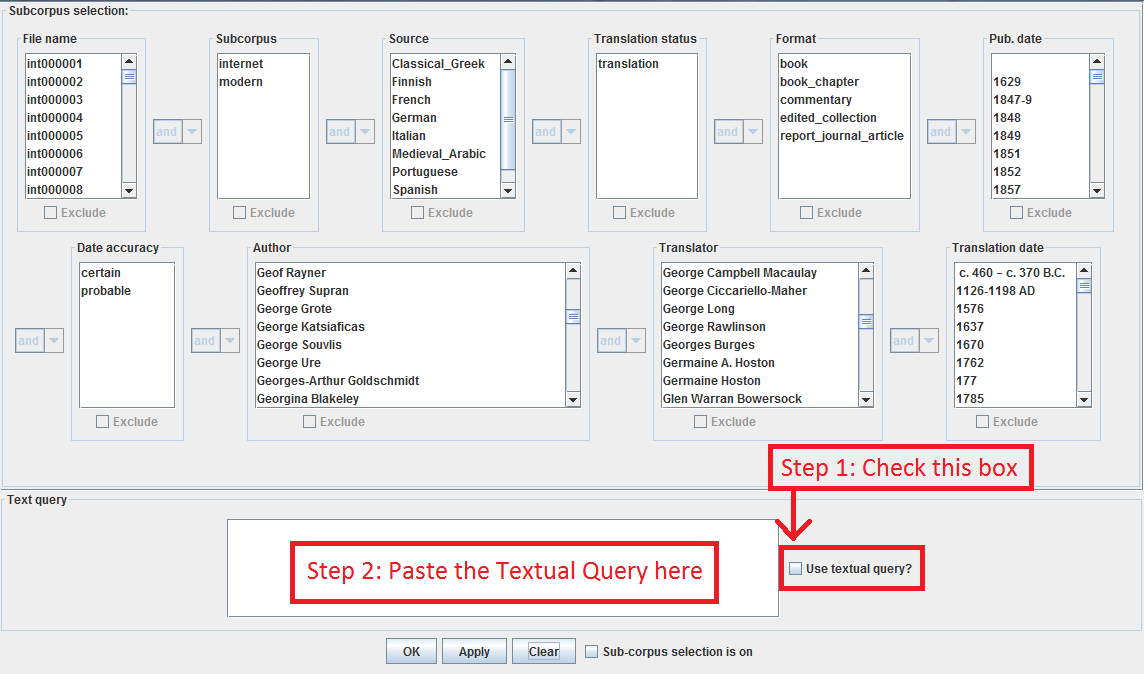 Subcorpus selection:
File name
int000001
int000002
int000003
int000004
int000005
int000006
int000007
int000008
Exclude
and
Subcorpus
internet
modern
Exclude
and
Source
Classical_Greek
Finnish
French
German
Italian
Medieval_Arabic
Portuguese
Spanish
Exclude
and
Translation status
translation
Exclude
and
Format
book
book_chapter
commentary
edited_collection
report_journal_article
Exclude
and
Pub. date
1629
1847-9
1848
1849
1851
1852
1857
Exclude
and
Date accuracy
certain
probable
Exclude
and
Author
Geof Rayner
Geoffrey Supran
George Grote
George Katsiaficas
George Souvlis
George Ure
Georges-Arthur Goldschmidt
Georgina Blakeley
Exclude
and
Translator
George Campbell Macaulay
George Ciccariello-Maher
George Long
George Rawlinson
Georges Burges
Germaine A. Hoston
Germaine Hoston
Glen Warran Bowersock
Exclude
and
Translation date
c. 460 – c. 370 B.C.
1126-1198 AD
1576
1637
1670
1762
177
1785
Exclude
Step 1: Check this box
Text query
Step 2: Paste the Textual Query here
Use textual query?
OK
Apply
Clear
Sub-corpus selection is on